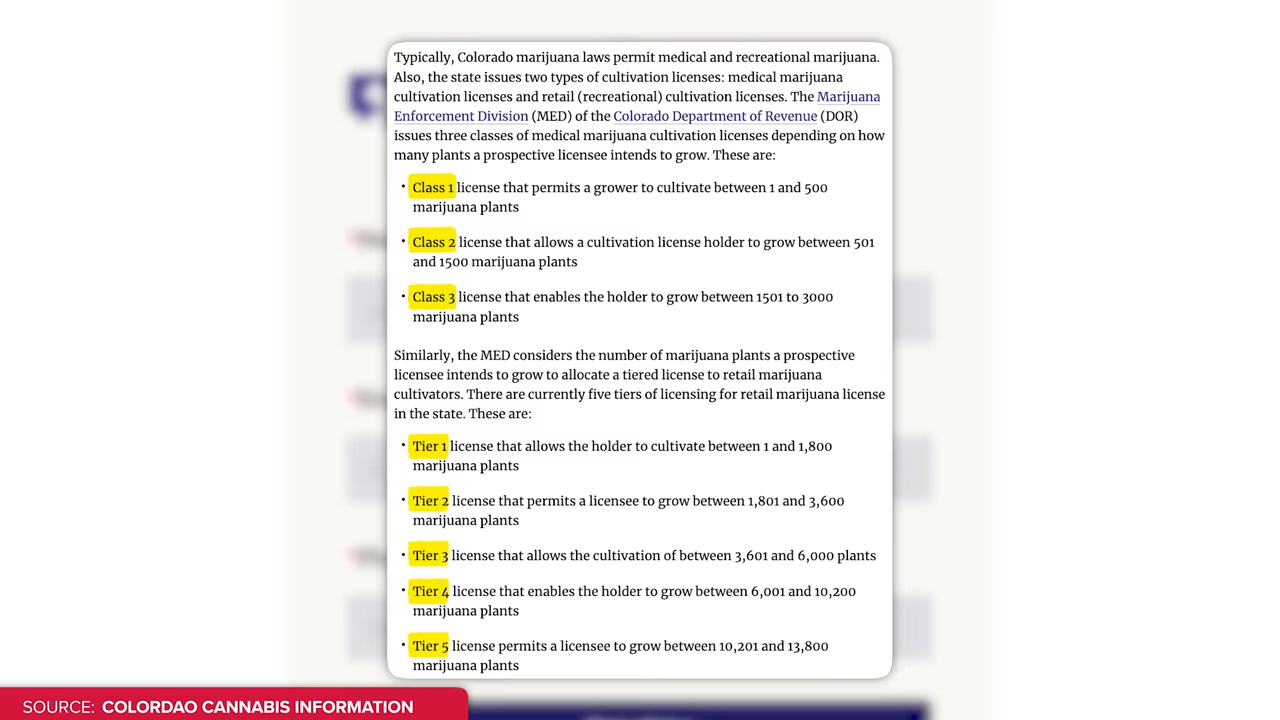 Typically, Colorado marijuana laws permit medical and recreational marijuana.
Also, the state issues two types of cultivation licenses: medical marijuana
cultivation licenses and retail (recreational) cultivation licenses. The Marijuana
Enforcement Division (MED) of the Colorado Department of Revenue (DOR)
issues three classes of medical marijuana cultivation licenses depending on how
many plants a prospective licensee intends to grow. These are:
• Class 1 license that permits a grower to cultivate between 1 and 500
marijuana plants
• Class 2 license that allows a cultivation license holder to grow between 501
and 1500 marijuana plants
• Class 3 license that enables the holder to grow between 1501 to 3000
marijuana plants
Similarly, the MED considers the number of marijuana plants a prospective
licensee intends to grow to allocate a tiered license to retail marijuana
cultivators. There are currently five tiers of licensing for retail marijuana license
in the state. These are:
• Tier 1 license that allows the holder to cultivate between 1 and 1,800
marijuana plants
• Tier 2 license that permits a licensee to grow between 1,801 and 3,600
marijuana plants
• Tier 3 license that allows the cultivation of between 3,601 and 6,000 plants
• Tier 4 license that enables the holder to grow between 6,001 and 10,200
marijuana plants
• Tier 5 license permits a licensee to grow between 10,201 and 13,800
marijuana plants
SOURCE: COLORDAO CANNABIS INFORMATION